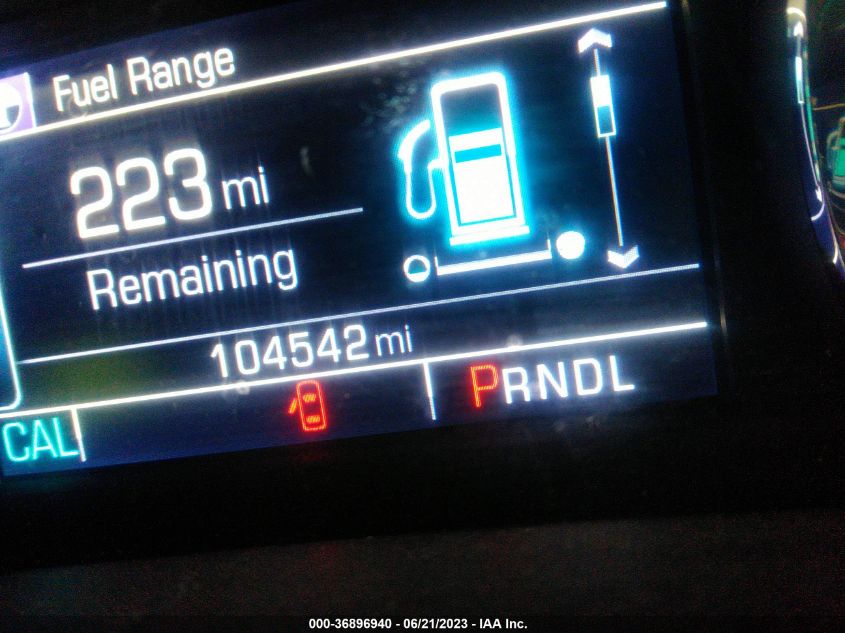 Fuel Range
223 mi
Remaining
104542 mi
CAL
PRNDL
000-36896940 - 06/21/2023 - IAA Inc.